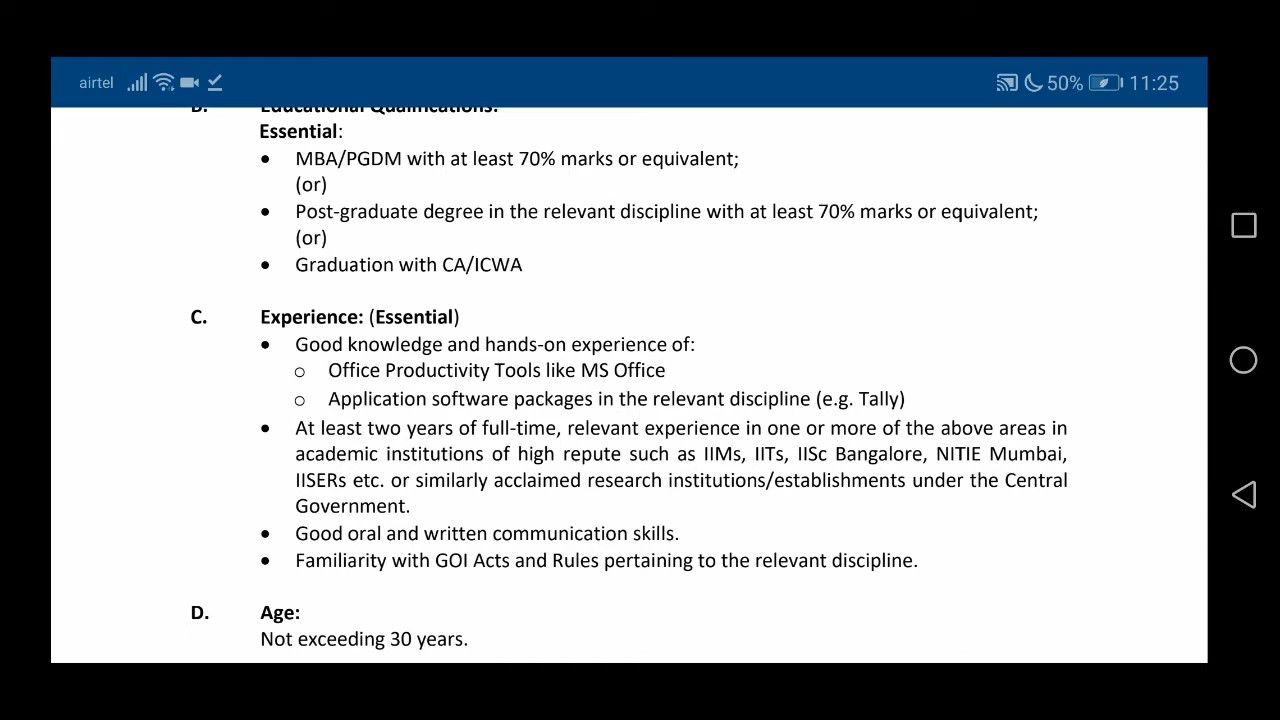 airtel 50% 11:25
B. Educational Qualifications:
Essential:
• MBA/PGDM with at least 70% marks or equivalent;
(or)
• Post-graduate degree in the relevant discipline with at least 70% marks or equivalent;
(or)
• Graduation with CA/ICWA
C. Experience: (Essential)
• Good knowledge and hands-on experience of:
o Office Productivity Tools like MS Office
o Application software packages in the relevant discipline (e.g. Tally)
• At least two years of full-time, relevant experience in one or more of the above areas in
academic institutions of high repute such as IIMs, IITs, IISc Bangalore, NITIE Mumbai,
IISERs etc. or similarly acclaimed research institutions/establishments under the Central
Government.
• Good oral and written communication skills.
• Familiarity with GOI Acts and Rules pertaining to the relevant discipline.
D. Age:
Not exceeding 30 years.